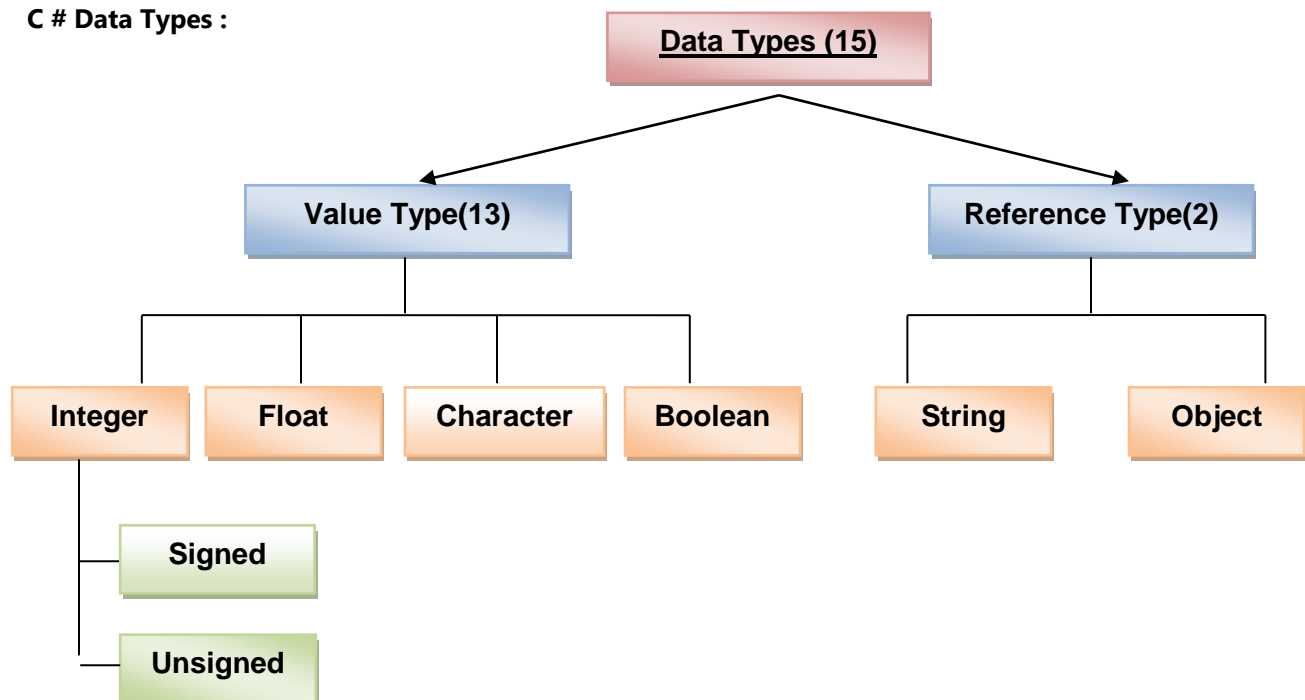 C # Data Types :
Data Types (15)
Value Type(13)
Reference Type(2)
Integer
Float
Character
Boolean
String
Object
Signed
Unsigned